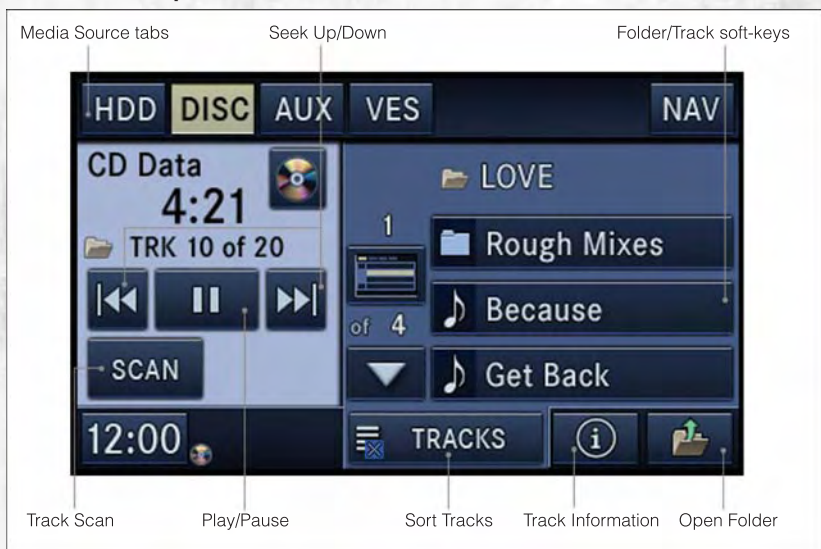 Media Source tabs
Seek Up/Down
Folder/Track soft-keys
HDD
DISC
AUX
VES
NAV
CD Data
4:21
TRK 10 of 20
SCAN
12:00
LOVE
1
of 4
Rough Mixes
Because
Get Back
TRACKS
i
Track Scan
Play/Pause
Sort Tracks
Track Information
Open Folder